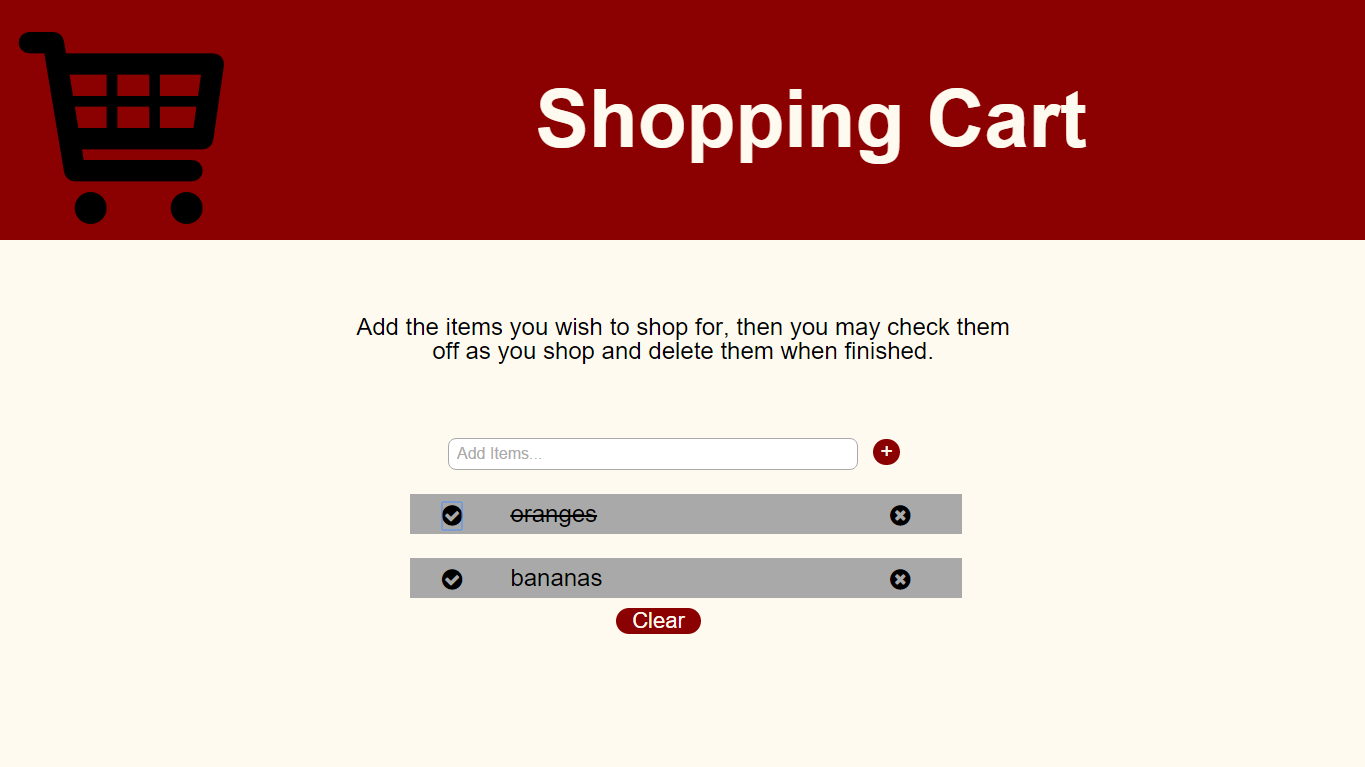 Shopping Cart
Add the items you wish to shop for, then you may check them
off as you shop and delete them when finished.
Add Items...
+
oranges
bananas
Clear